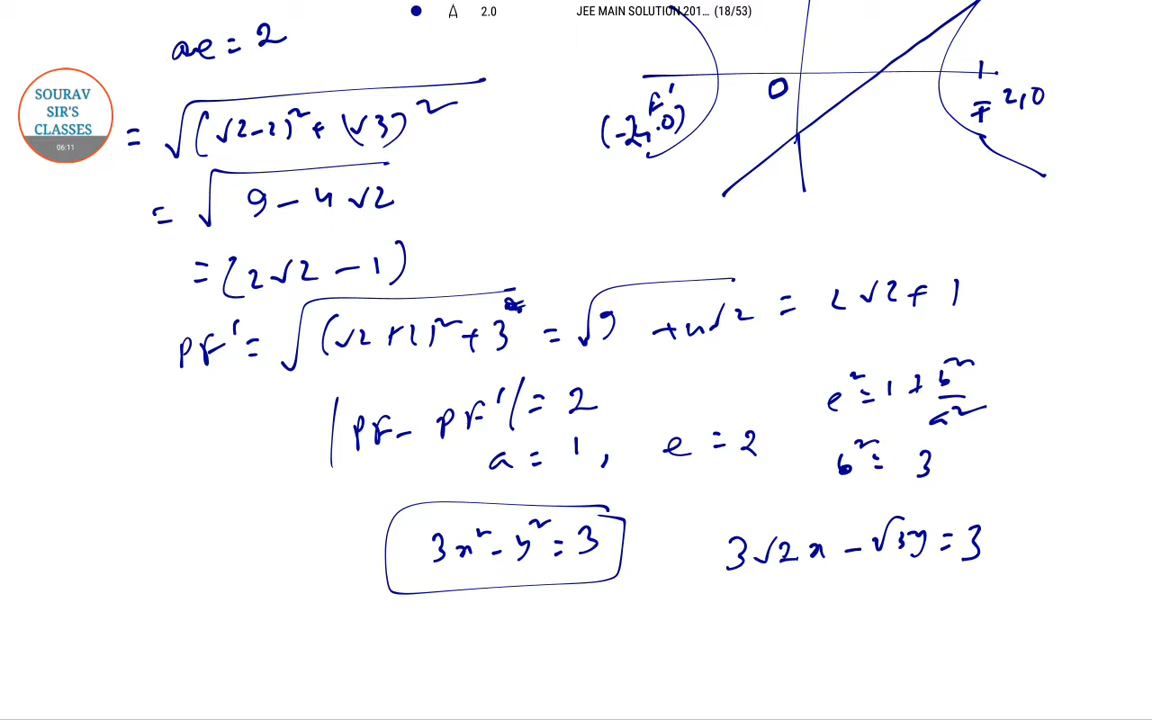 2.0 JEE MAIN SOLUTION 201... (18/53)
ae = 2
SOURAV
SIR'S
CLASSES
06:11
= √((√2-2)² + (√3)²
= √9 - 4√2
= (2√2 - 1)
O
F'
(-2, 0)
F 2,0
PF' = √(√2+2)² + 3 = √9 + 4√2 = 2√2 + 1
|PF - PF'| = 2
a = 1, e = 2
e² = 1 + b²/a²
b² = 3
3x² - y² = 3
3√2x - √3y = 3